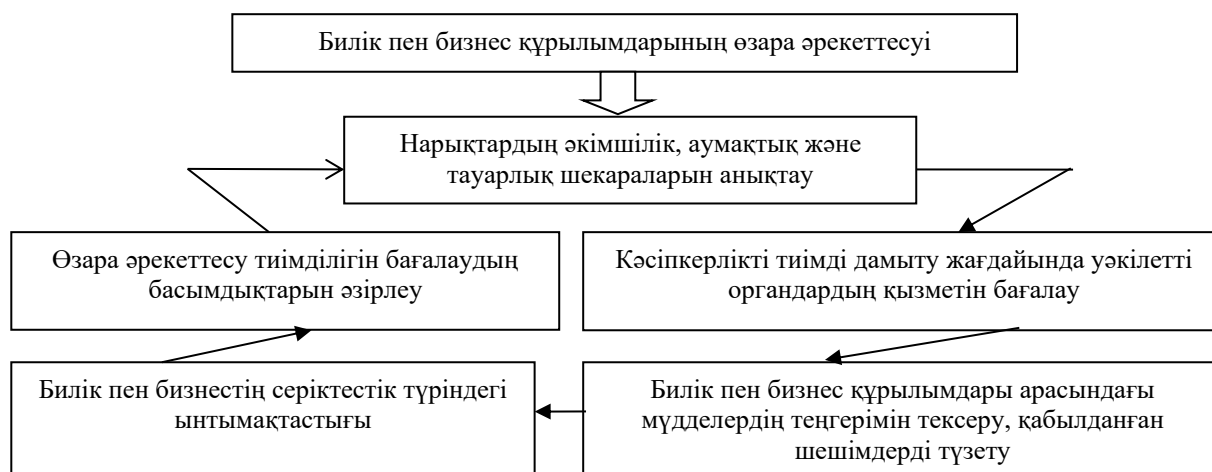 Билік пен бизнес құрылымдарының өзара әрекеттесуі
Нарықтардың әкімшілік, аумақтық және
тауарлық шекараларын анықтау
Өзара әрекеттесу тиімділігін бағалаудың
басымдықтарын әзірлеу
Кәсіпкерлікті тиімді дамыту жағдайында уәкілетті
органдардың қызметін бағалау
Билік пен бизнестің серіктестік түріндегі
ынтымақтастығы
Билік пен бизнес құрылымдары арасындағы
мүдделердің теңгерімін тексеру, қабылданған
шешімдерді түзету